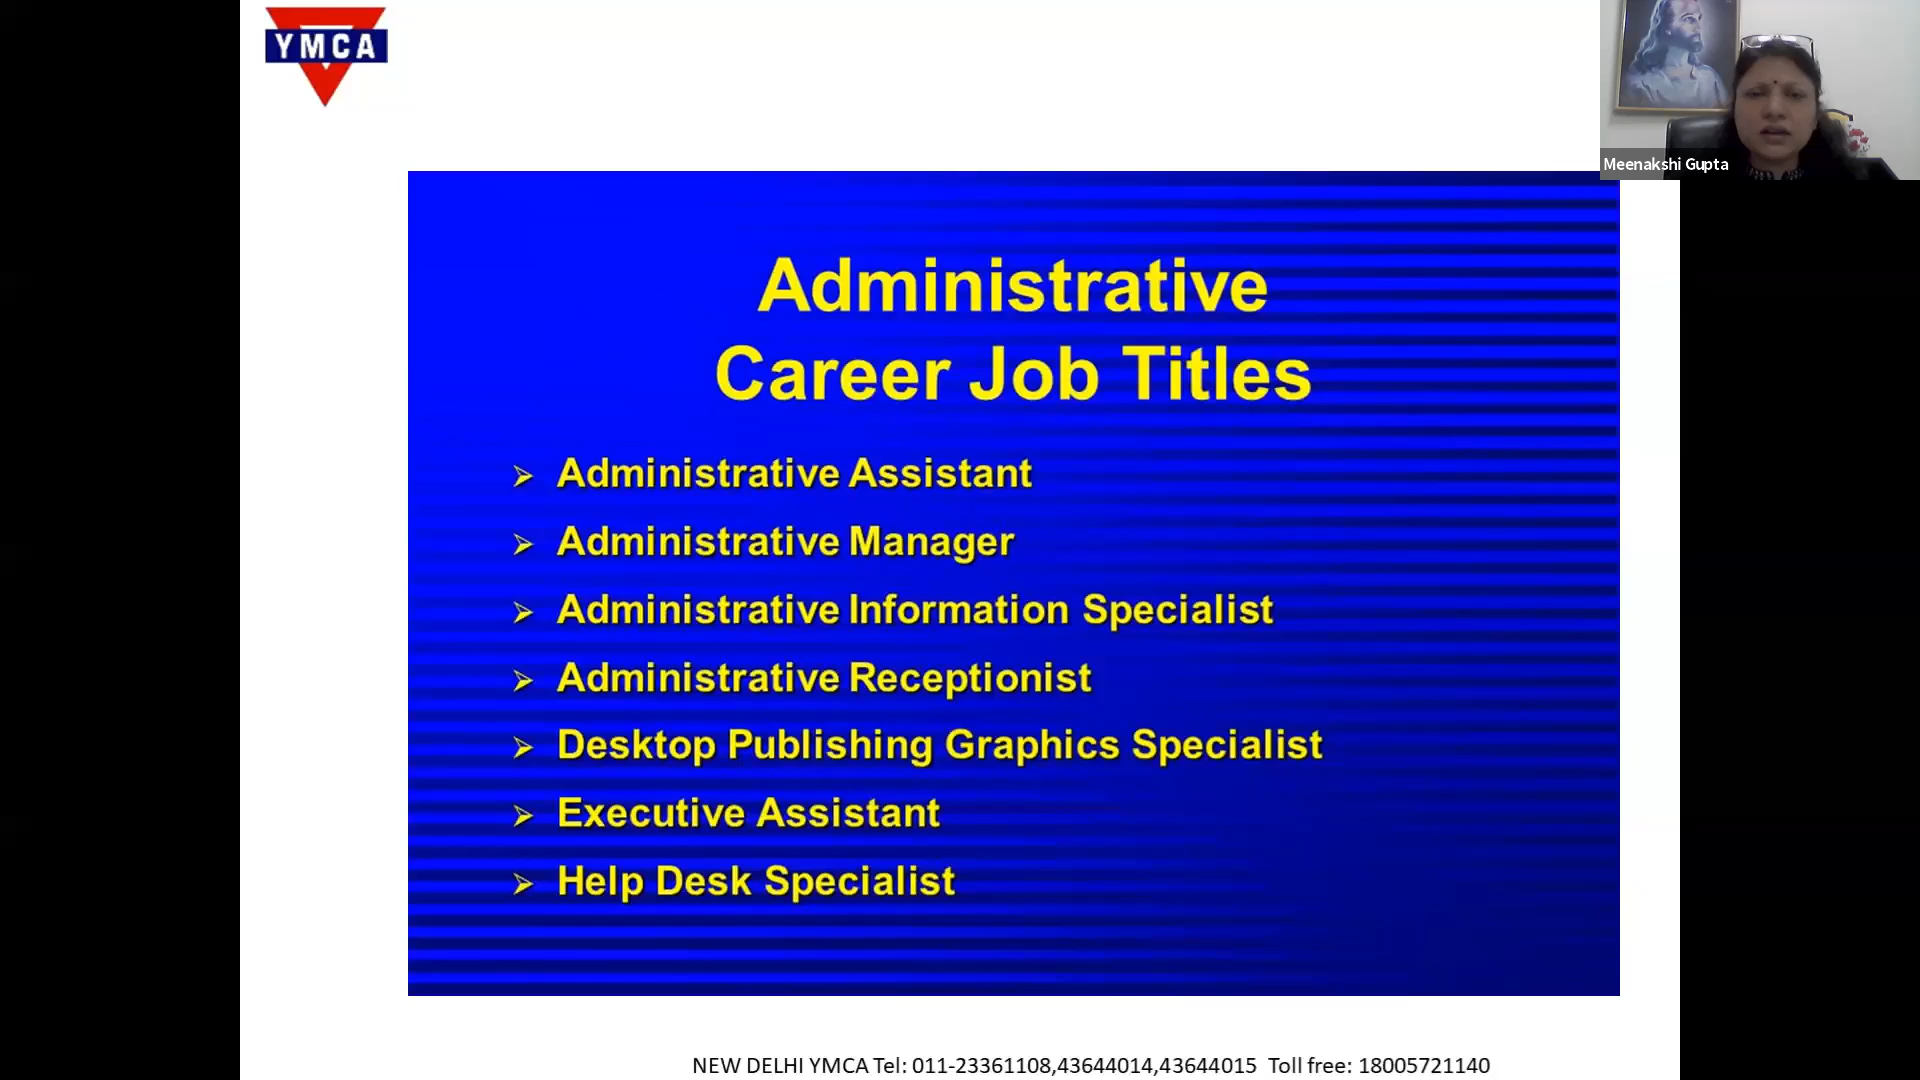 YMCA
Meenakshi Gupta
Administrative
Career Job Titles
Administrative Assistant
Administrative Manager
Administrative Information Specialist
Administrative Receptionist
Desktop Publishing Graphics Specialist
Executive Assistant
Help Desk Specialist
NEW DELHI YMCA Tel: 011-23361108,43644014,43644015 Toll free: 18005721140